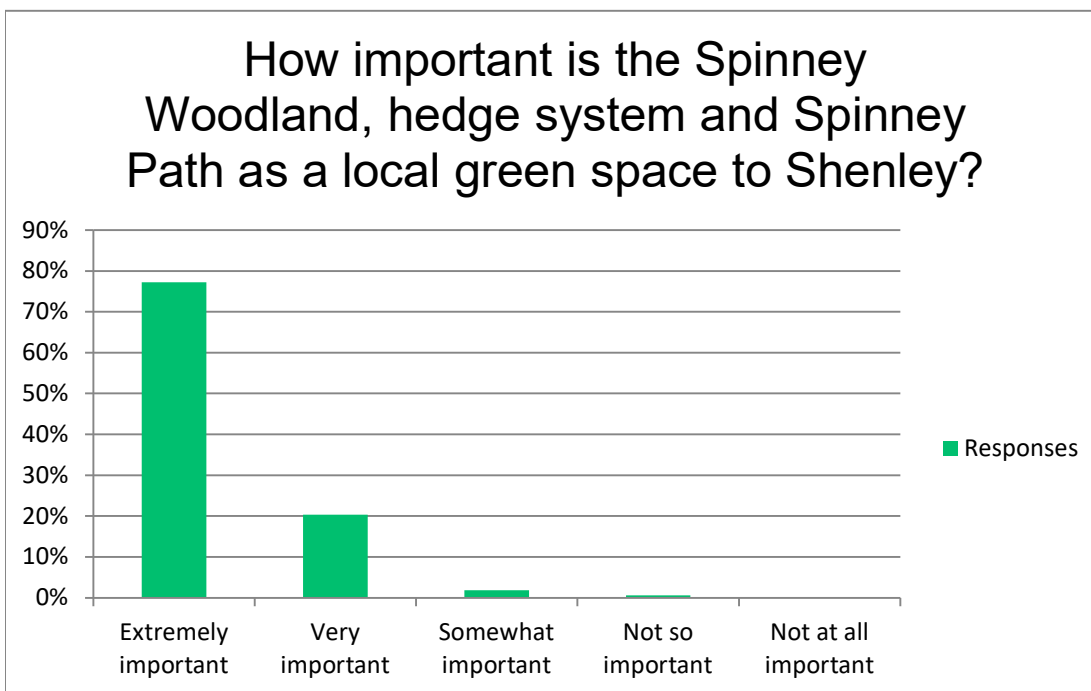 How important is the Spinney
Woodland, hedge system and Spinney
Path as a local green space to Shenley?
90%
80%
70%
60%
50%
40%
30%
20%
10%
0%
Responses
Extremely
important
Very
important
Somewhat
important
Not so
important
Not at all
important